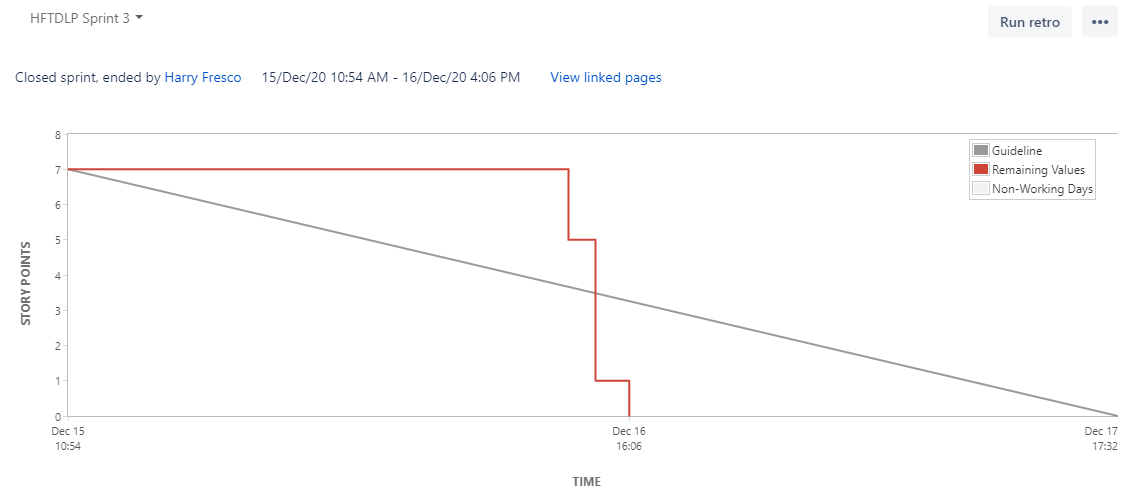 HFTDLP Sprint 3
Run retro
•••
Closed sprint, ended by Harry Fresco 15/Dec/20 10:54 AM - 16/Dec/20 4:06 PM View linked pages
8
7
6
5
4
3
2
1
0
STORY POINTS
Guideline
Remaining Values
Non-Working Days
Dec 15
10:54
Dec 16
16:06
Dec 17
17:32
TIME